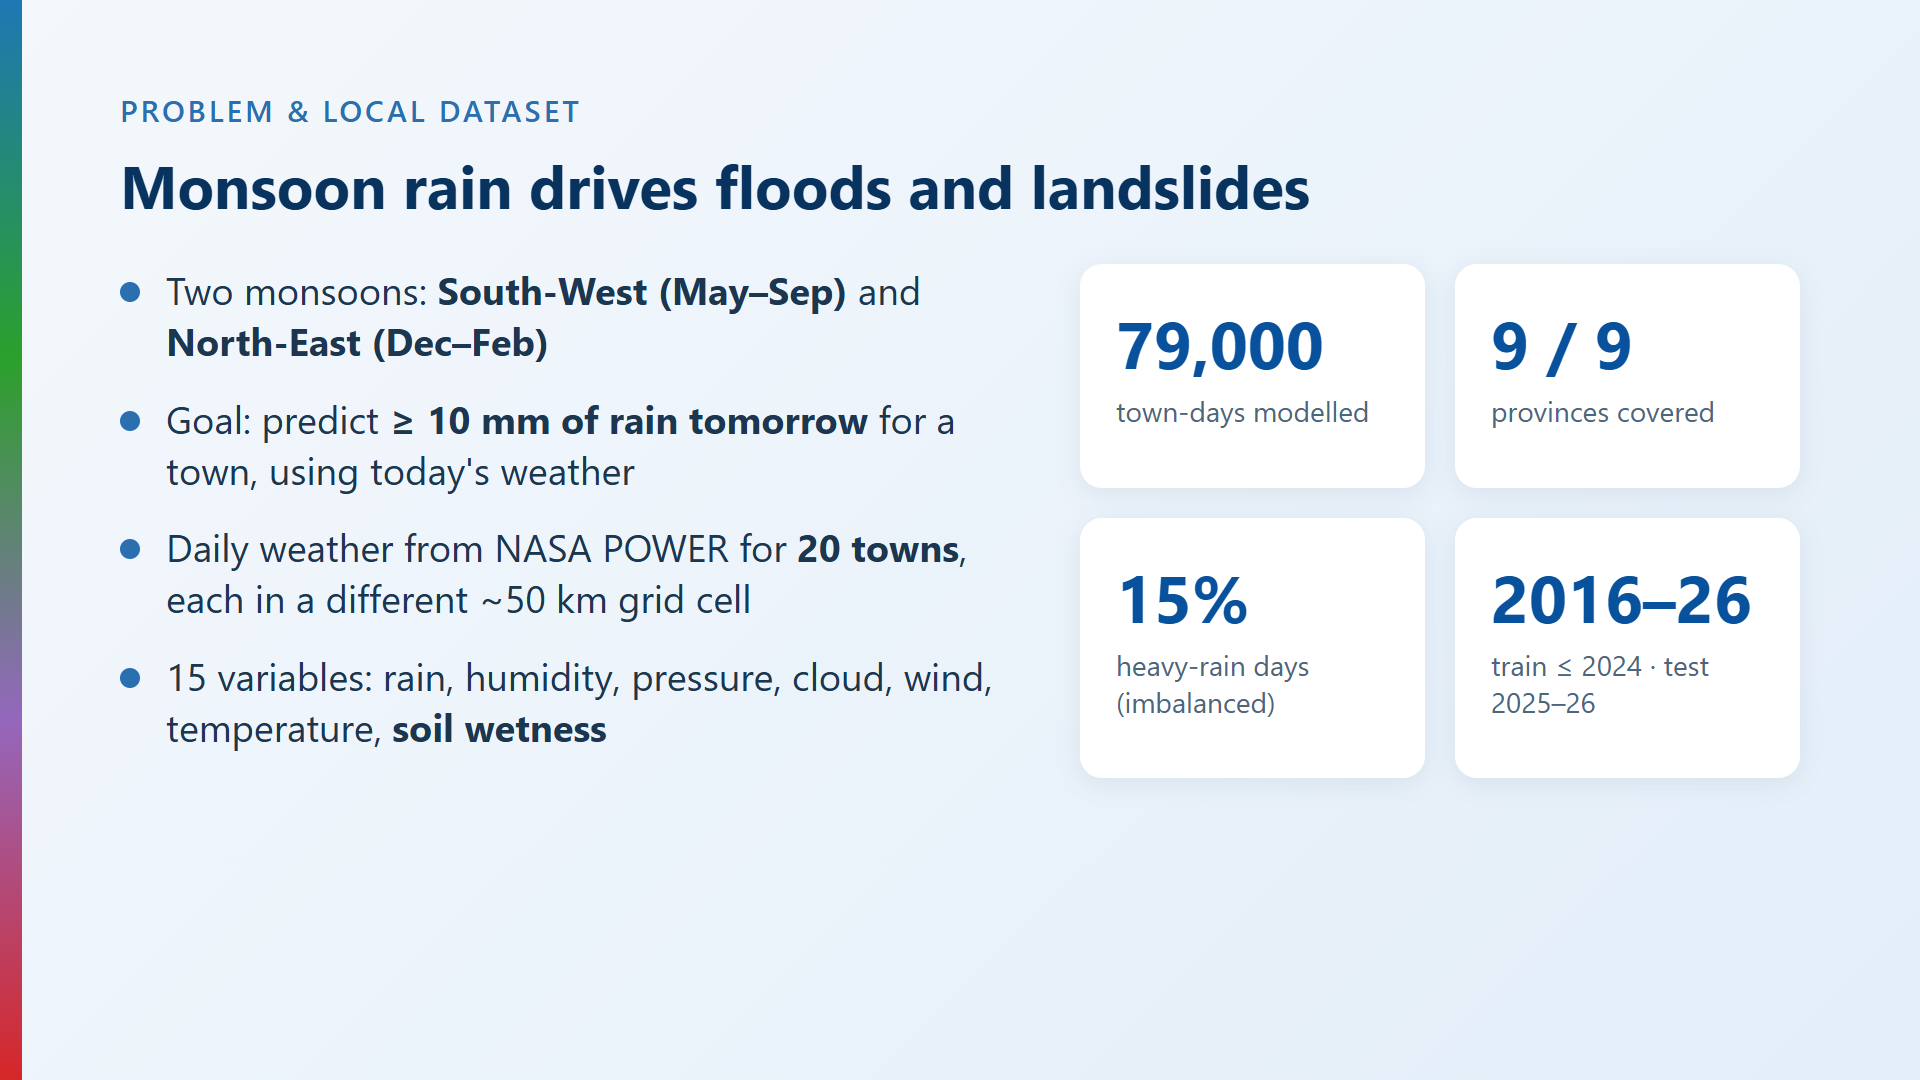 PROBLEM & LOCAL DATASET
Monsoon rain drives floods and landslides
Two monsoons: South-West (May–Sep) and
North-East (Dec–Feb)
Goal: predict ≥ 10 mm of rain tomorrow for a
town, using today's weather
Daily weather from NASA POWER for 20 towns,
each in a different ~50 km grid cell
15 variables: rain, humidity, pressure, cloud, wind,
temperature, soil wetness
79,000
town-days modelled
9 / 9
provinces covered
15%
heavy-rain days
(imbalanced)
2016–26
train ≤ 2024 · test
2025–26